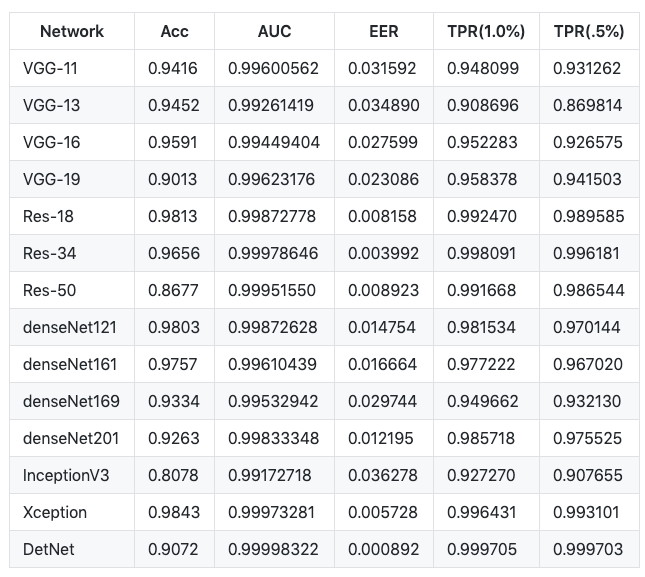 Network Acc AUC EER TPR(1.0%) TPR(.5%)
VGG-11 0.9416 0.99600562 0.031592 0.948099 0.931262
VGG-13 0.9452 0.99261419 0.034890 0.908696 0.869814
VGG-16 0.9591 0.99449404 0.027599 0.952283 0.926575
VGG-19 0.9013 0.99623176 0.023086 0.958378 0.941503
Res-18 0.9813 0.99872778 0.008158 0.992470 0.989585
Res-34 0.9656 0.99978646 0.003992 0.998091 0.996181
Res-50 0.8677 0.99951550 0.008923 0.991668 0.986544
denseNet121 0.9803 0.99872628 0.014754 0.981534 0.970144
denseNet161 0.9757 0.99610439 0.016664 0.977222 0.967020
denseNet169 0.9334 0.99532942 0.029744 0.949662 0.932130
denseNet201 0.9263 0.99833348 0.012195 0.985718 0.975525
InceptionV3 0.8078 0.99172718 0.036278 0.927270 0.907655
Xception 0.9843 0.99973281 0.005728 0.996431 0.993101
DetNet 0.9072 0.99998322 0.000892 0.999705 0.999703